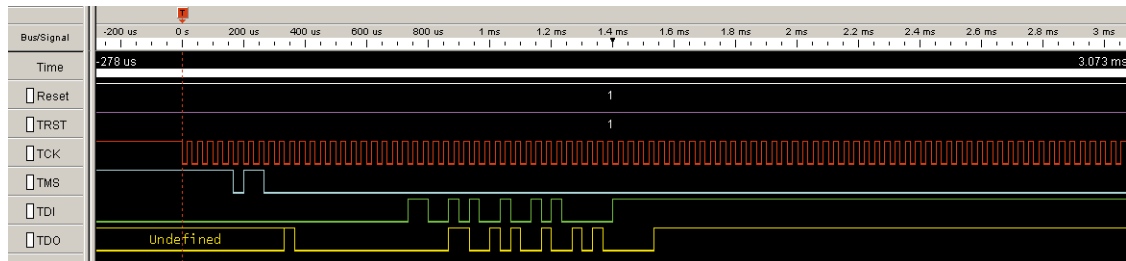 T
Bus/Signal -200 us 0 s 200 us 400 us 600 us 800 us 1 ms 1.2 ms 1.4 ms 1.6 ms 1.8 ms 2 ms 2.2 ms 2.4 ms 2.6 ms 2.8 ms 3 ms
Time -278 us 3.073 ms
Reset 1
TRST 1
TCK
TMS
TDI
TDO Undefined